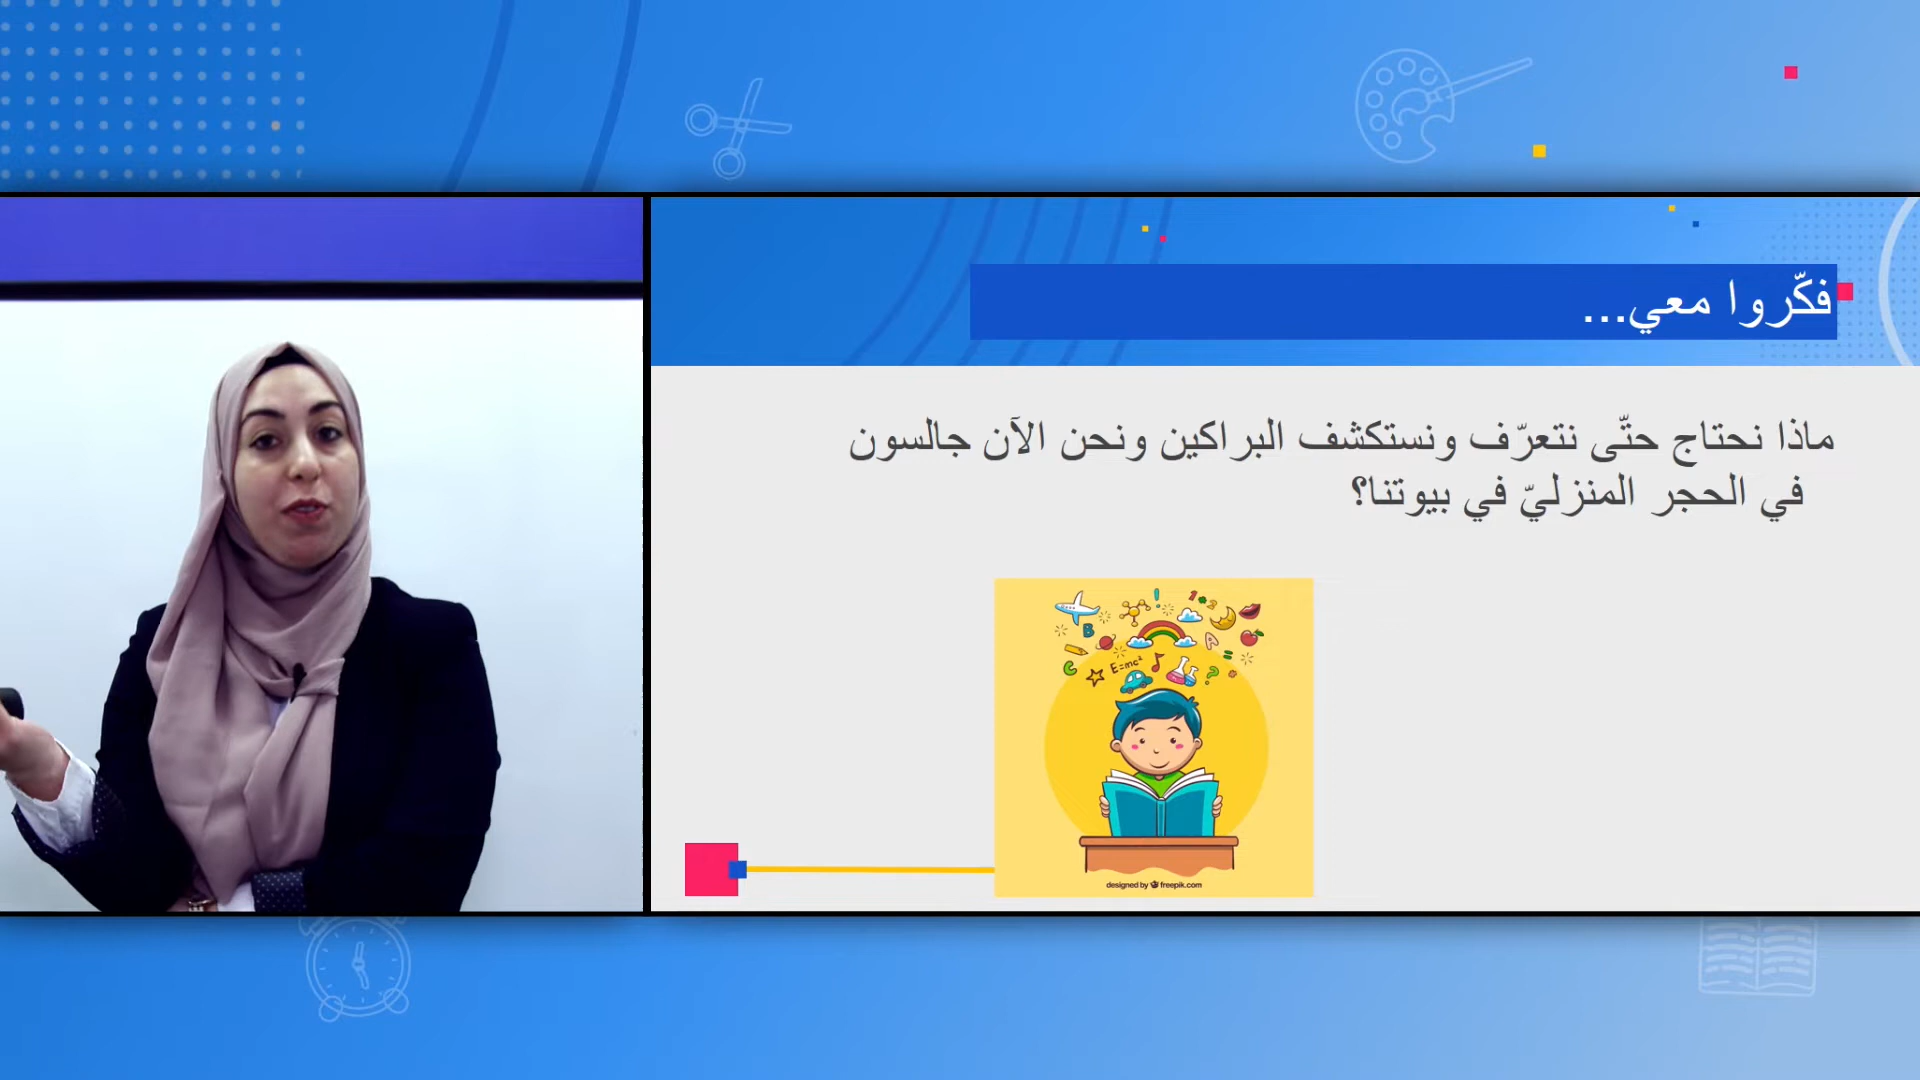 فكّروا معي...
ماذا نحتاج حتّى نتعرّف ونستكشف البراكين ونحن الآن جالسون
في الحجر المنزليّ في بيوتنا؟
E=mc²
designed by freepik.com